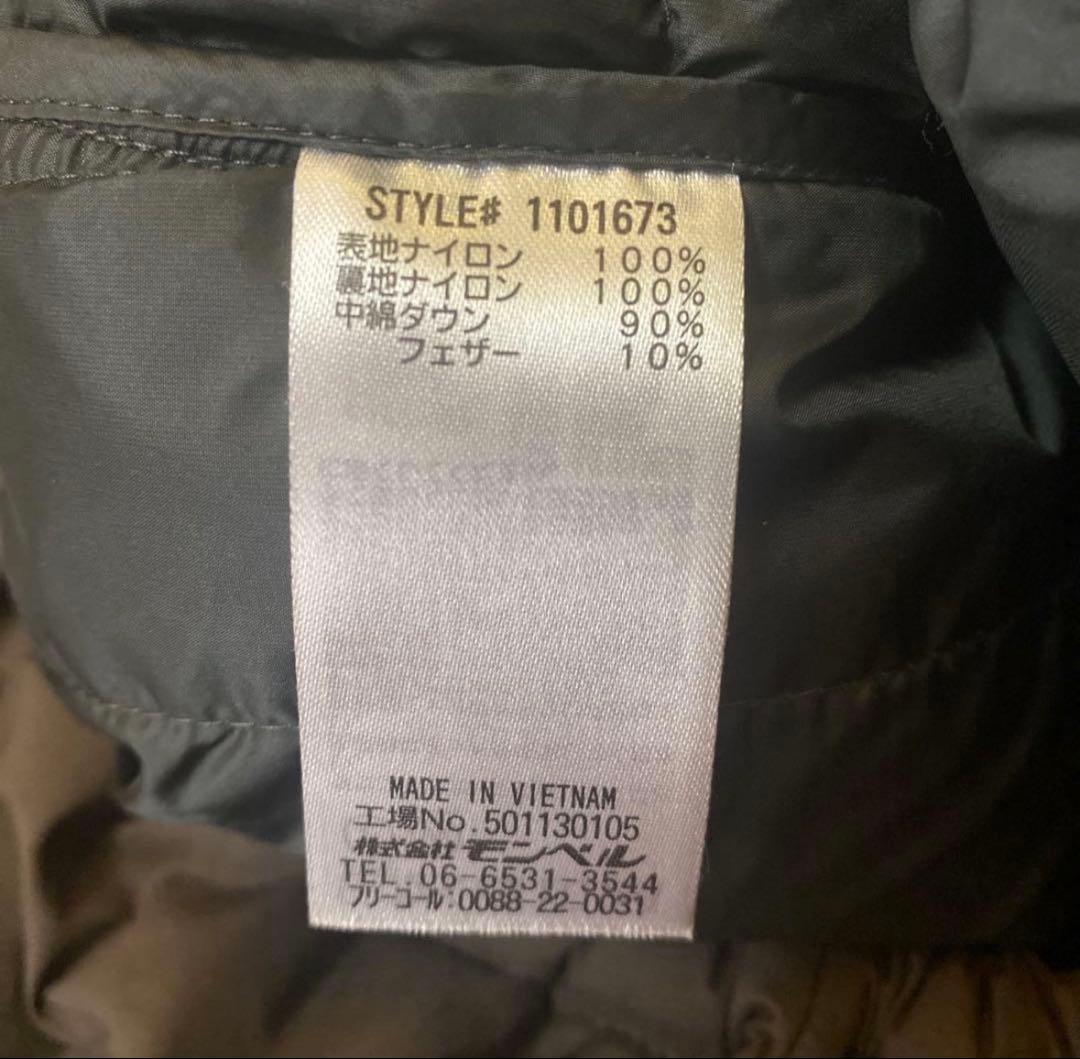 STYLE# 1101673
表地ナイロン 100%
裏地ナイロン 100%
中綿ダウン 90%
フェザー 10%
MADE IN VIETNAM
工場No.501130105
株式会社モンベル
TEL.06-6531-3544
フリーコール:0088-22-0031